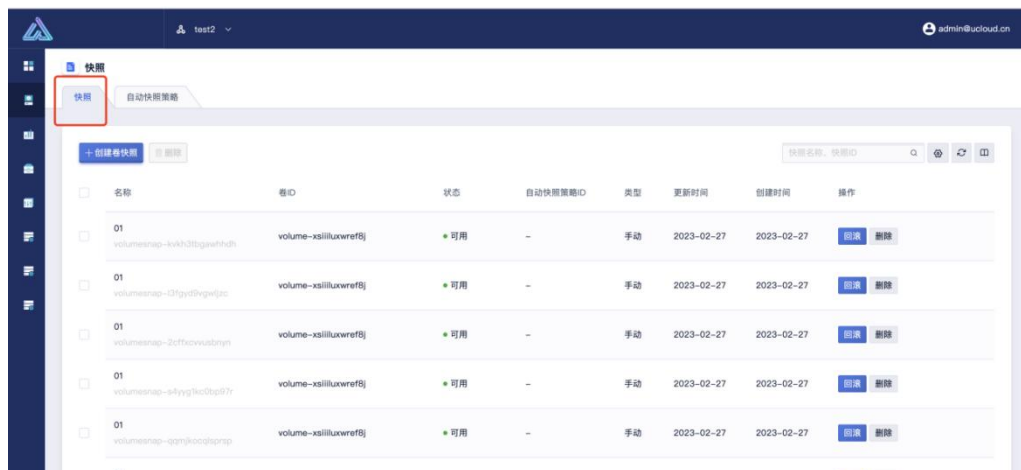 test2
admin@ucloud.cn
快照
快照 自动快照策略
+创建卷快照 删除 快照名称、快照ID
名称 卷ID 状态 自动快照策略ID 类型 更新时间 创建时间 操作
01
volume-xsiiiluxwref8j 可用 - 手动 2023-02-27 2023-02-27 回滚 删除
01
volume-xsiiiluxwref8j 可用 - 手动 2023-02-27 2023-02-27 回滚 删除
01
volume-xsiiiluxwref8j 可用 - 手动 2023-02-27 2023-02-27 回滚 删除
01
volume-xsiiiluxwref8j 可用 - 手动 2023-02-27 2023-02-27 回滚 删除
01
volume-xsiiiluxwref8j 可用 - 手动 2023-02-27 2023-02-27 回滚 删除